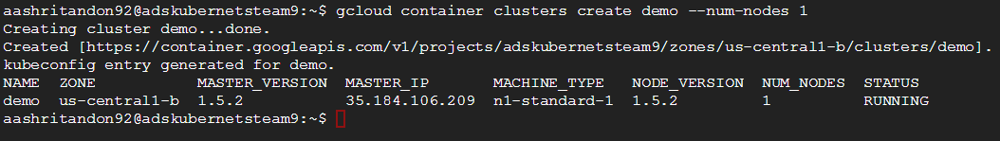 aashritandon92@adskubernetsteam9:~$ gcloud container clusters create demo --num-nodes 1
Creating cluster demo...done.
Created [https://container.googleapis.com/v1/projects/adskubernetsteam9/zones/us-central1-b/clusters/demo].
kubeconfig entry generated for demo.
NAME  ZONE           MASTER_VERSION  MASTER_IP       MACHINE_TYPE   NODE_VERSION  NUM_NODES  STATUS
demo  us-central1-b  1.5.2           35.184.106.209  n1-standard-1  1.5.2         1          RUNNING
aashritandon92@adskubernetsteam9:~$